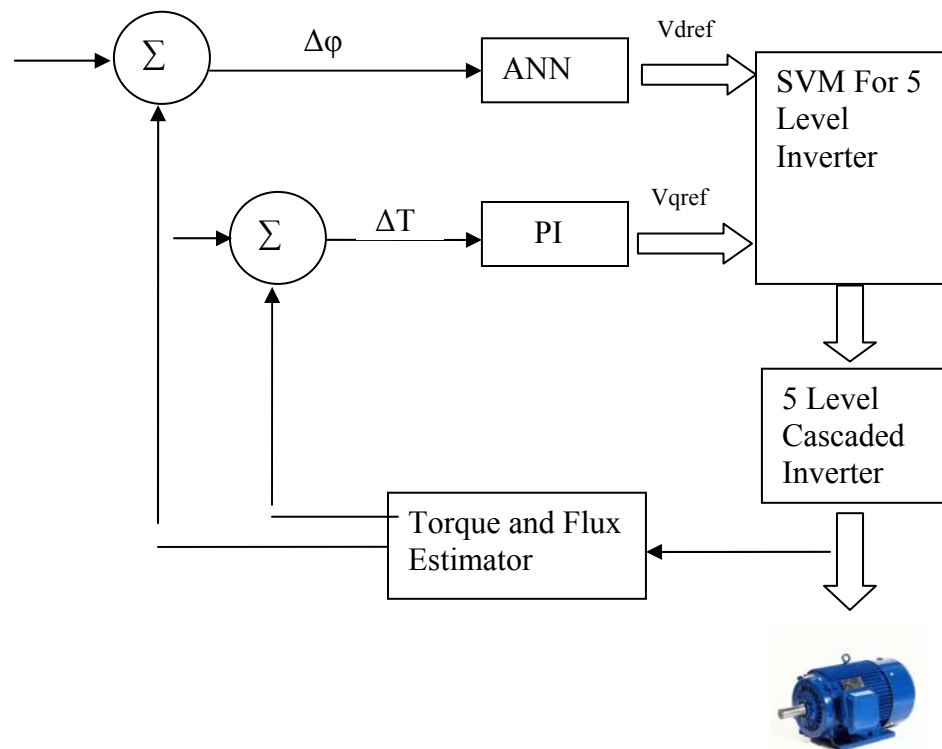 ∑
Δφ
ANN
Vdref
SVM For 5
Level
Inverter
∑
ΔT
PI
Vqref
5 Level
Cascaded
Inverter
Torque and Flux
Estimator